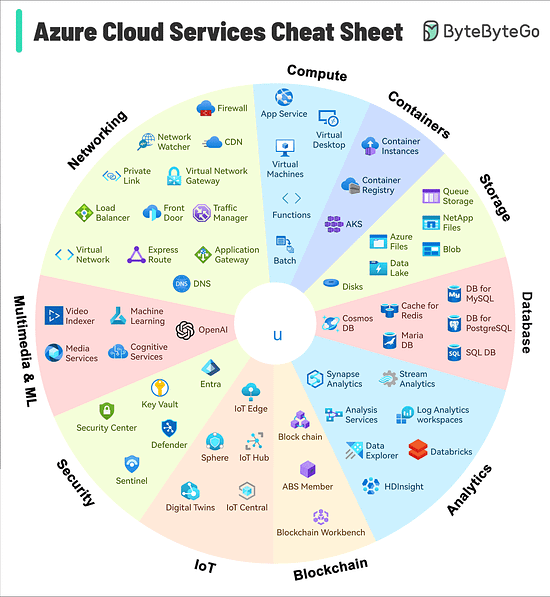 Azure Cloud Services Cheat Sheet
ByteByteGo
Compute
App Service
Virtual
Desktop
Virtual
Machines
Functions
Batch
Containers
Container
Instances
Container
Registry
AKS
Storage
Queue
Storage
NetApp
Files
Azure
Files
Blob
Data
Lake
Disks
Database
DB for
MySQL
Cache for
Redis
Cosmos
DB
DB for
PostgreSQL
Maria
DB
SQL
SQL DB
Analytics
Synapse
Analytics
Stream
Analytics
Analysis
Services
Log Analytics
workspaces
Data
Explorer
Databricks
HDInsight
Blockchain
Block chain
ABS Member
Blockchain Workbench
IoT
IoT Edge
Sphere
IoT Hub
Digital Twins
IoT Central
Security
Entra
Key Vault
Security Center
Defender
Sentinel
Multimedia & ML
Video
Indexer
Machine
Learning
OpenAI
Media
Services
Cognitive
Services
Networking
Firewall
Network
Watcher
CDN
Private
Link
Virtual Network
Gateway
Load
Balancer
Front
Door
Traffic
Manager
Virtual
Network
Express
Route
Application
Gateway
DNS
DNS
u